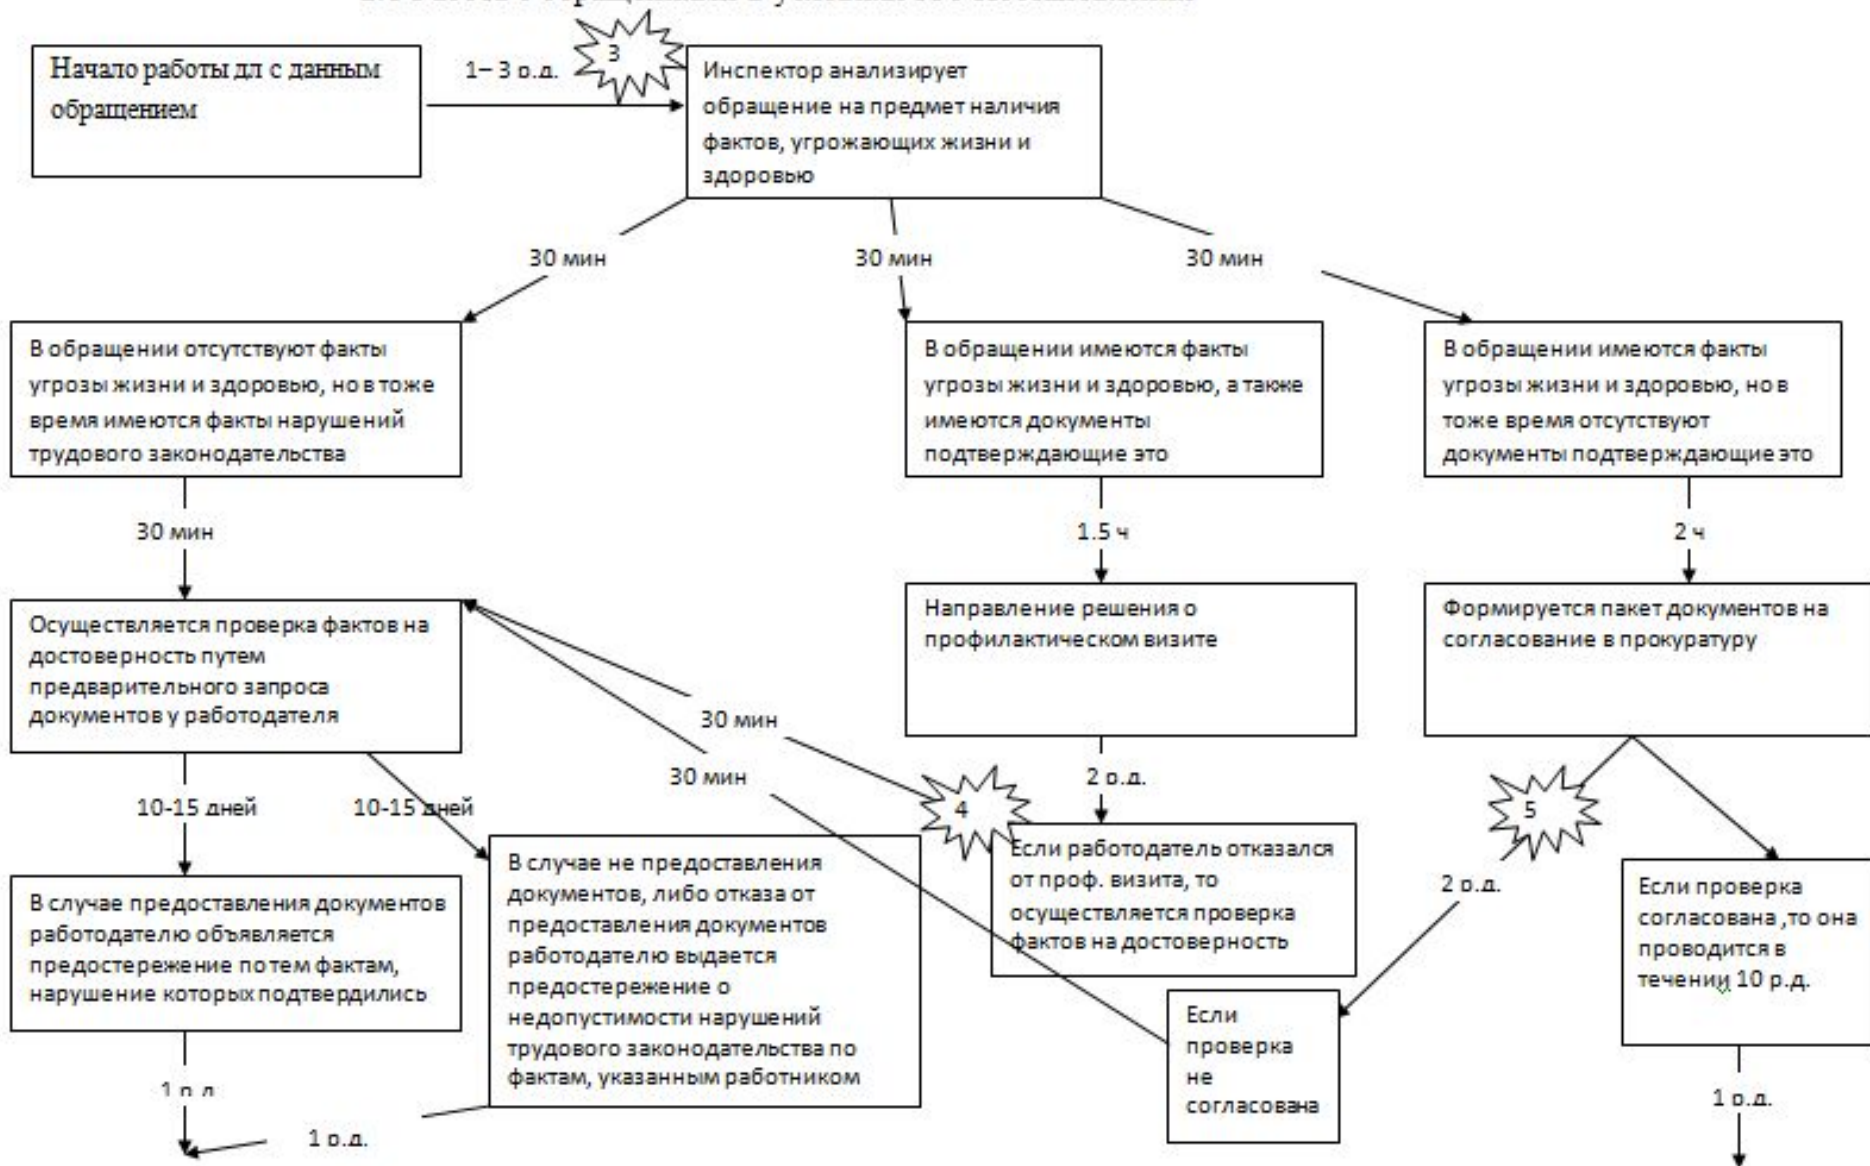 Начало работы дл с данным
обращением
1– 3 р.д.
3
Инспектор анализирует
обращение на предмет наличия
фактов, угрожающих жизни и
здоровью
30 мин
30 мин
30 мин
В обращении отсутствуют факты
угрозы жизни и здоровью, но в тоже
время имеются факты нарушений
трудового законодательства
В обращении имеются факты
угрозы жизни и здоровью, а также
имеются документы
подтверждающие это
В обращении имеются факты
угрозы жизни и здоровью, но в
тоже время отсутствуют
документы подтверждающие это
30 мин
1.5 ч
2 ч
Осуществляется проверка фактов на
достоверность путем
предварительного запроса
документов у работодателя
Направление решения о
профилактическом визите
Формируется пакет документов на
согласование в прокуратуру
30 мин
30 мин
2 р.д.
4
5
10-15 дней
10-15 дней
2 р.д.
В случае предоставления документов
работодателю объявляется
предостережение по тем фактам,
нарушение которых подтвердились
В случае не предоставления
документов, либо отказа от
предоставления документов
работодателю выдается
предостережение о
недопустимости нарушений
трудового законодательства по
фактам, указанным работником
Если работодатель отказался
от проф. визита, то
осуществляется проверка
фактов на достоверность
Если
проверка
не
согласована
Если проверка
согласована ,то она
проводится в
течении 10 р.д.
1 р.д.
1 р.д.
1 р.д.